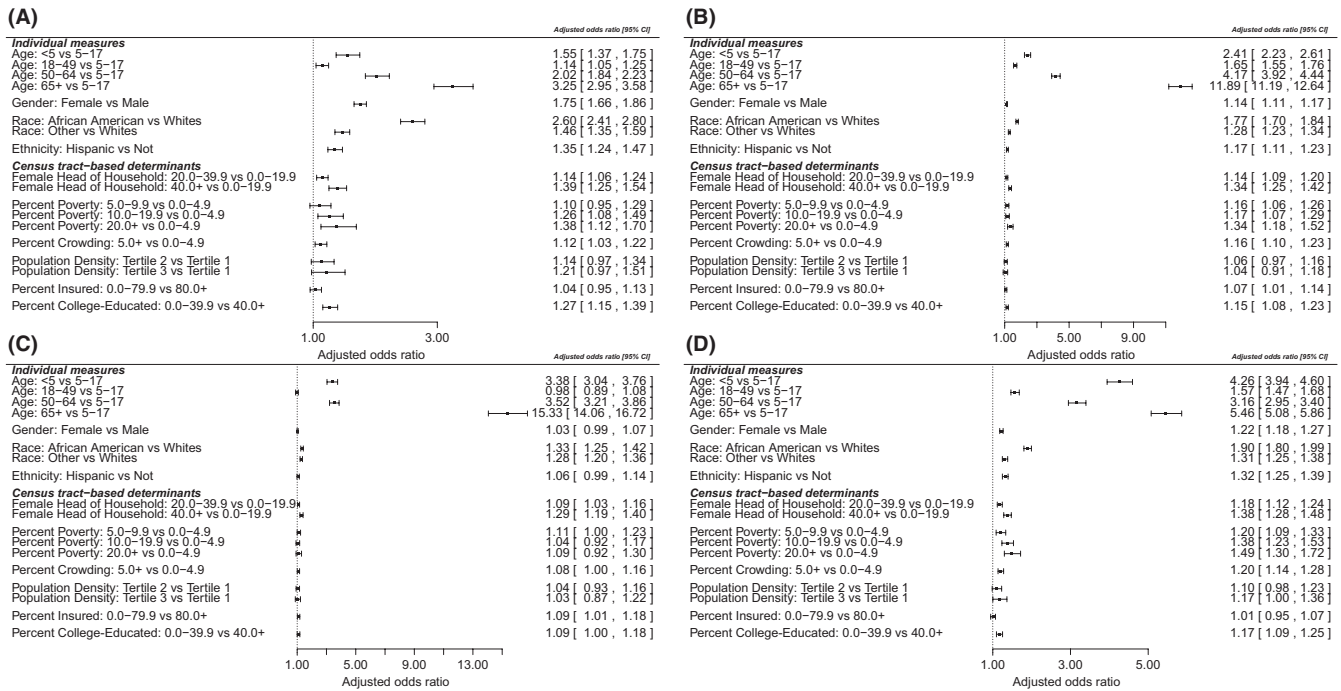 (A)
Adjusted odds ratio [95% CI]
Individual measures
Age: <5 vs 5−17 1.55 [ 1.37 , 1.75 ]
Age: 18−49 vs 5−17 1.14 [ 1.05 , 1.25 ]
Age: 50−64 vs 5−17 2.02 [ 1.84 , 2.23 ]
Age: 65+ vs 5−17 3.25 [ 2.95 , 3.58 ]
Gender: Female vs Male 1.75 [ 1.66 , 1.86 ]
Race: African American vs Whites 2.60 [ 2.41 , 2.80 ]
Race: Other vs Whites 1.46 [ 1.35 , 1.59 ]
Ethnicity: Hispanic vs Not 1.35 [ 1.24 , 1.47 ]
Census tract−based determinants
Female Head of Household: 20.0−39.9 vs 0.0−19.9 1.14 [ 1.06 , 1.24 ]
Female Head of Household: 40.0+ vs 0.0−19.9 1.39 [ 1.25 , 1.54 ]
Percent Poverty: 5.0−9.9 vs 0.0−4.9 1.10 [ 0.95 , 1.29 ]
Percent Poverty: 10.0−19.9 vs 0.0−4.9 1.26 [ 1.08 , 1.49 ]
Percent Poverty: 20.0+ vs 0.0−4.9 1.38 [ 1.12 , 1.70 ]
Percent Crowding: 5.0+ vs 0.0−4.9 1.12 [ 1.03 , 1.22 ]
Population Density: Tertile 2 vs Tertile 1 1.14 [ 0.97 , 1.34 ]
Population Density: Tertile 3 vs Tertile 1 1.21 [ 0.97 , 1.51 ]
Percent Insured: 0.0−79.9 vs 80.0+ 1.04 [ 0.95 , 1.13 ]
Percent College−Educated: 0.0−39.9 vs 40.0+ 1.27 [ 1.15 , 1.39 ]
1.00 3.00
Adjusted odds ratio
(B)
Adjusted odds ratio [95% CI]
Individual measures
Age: <5 vs 5−17 2.41 [ 2.23 , 2.61 ]
Age: 18−49 vs 5−17 1.65 [ 1.55 , 1.76 ]
Age: 50−64 vs 5−17 4.17 [ 3.92 , 4.44 ]
Age: 65+ vs 5−17 11.89 [ 11.19 , 12.64 ]
Gender: Female vs Male 1.14 [ 1.11 , 1.17 ]
Race: African American vs Whites 1.77 [ 1.70 , 1.84 ]
Race: Other vs Whites 1.28 [ 1.23 , 1.34 ]
Ethnicity: Hispanic vs Not 1.17 [ 1.11 , 1.23 ]
Census tract−based determinants
Female Head of Household: 20.0−39.9 vs 0.0−19.9 1.14 [ 1.09 , 1.20 ]
Female Head of Household: 40.0+ vs 0.0−19.9 1.34 [ 1.25 , 1.42 ]
Percent Poverty: 5.0−9.9 vs 0.0−4.9 1.16 [ 1.06 , 1.26 ]
Percent Poverty: 10.0−19.9 vs 0.0−4.9 1.17 [ 1.07 , 1.29 ]
Percent Poverty: 20.0+ vs 0.0−4.9 1.34 [ 1.18 , 1.52 ]
Percent Crowding: 5.0+ vs 0.0−4.9 1.16 [ 1.10 , 1.23 ]
Population Density: Tertile 2 vs Tertile 1 1.06 [ 0.97 , 1.16 ]
Population Density: Tertile 3 vs Tertile 1 1.04 [ 0.91 , 1.18 ]
Percent Insured: 0.0−79.9 vs 80.0+ 1.07 [ 1.01 , 1.14 ]
Percent College−Educated: 0.0−39.9 vs 40.0+ 1.15 [ 1.08 , 1.23 ]
1.00 5.00 9.00
Adjusted odds ratio
(C)
Adjusted odds ratio [95% CI]
Individual measures
Age: <5 vs 5−17 3.38 [ 3.04 , 3.76 ]
Age: 18−49 vs 5−17 0.98 [ 0.89 , 1.08 ]
Age: 50−64 vs 5−17 3.52 [ 3.21 , 3.86 ]
Age: 65+ vs 5−17 15.33 [ 14.06 , 16.72 ]
Gender: Female vs Male 1.03 [ 0.99 , 1.07 ]
Race: African American vs Whites 1.33 [ 1.25 , 1.42 ]
Race: Other vs Whites 1.28 [ 1.20 , 1.36 ]
Ethnicity: Hispanic vs Not 1.06 [ 0.99 , 1.14 ]
Census tract−based determinants
Female Head of Household: 20.0−39.9 vs 0.0−19.9 1.09 [ 1.03 , 1.16 ]
Female Head of Household: 40.0+ vs 0.0−19.9 1.29 [ 1.19 , 1.40 ]
Percent Poverty: 5.0−9.9 vs 0.0−4.9 1.11 [ 1.00 , 1.23 ]
Percent Poverty: 10.0−19.9 vs 0.0−4.9 1.04 [ 0.92 , 1.17 ]
Percent Poverty: 20.0+ vs 0.0−4.9 1.09 [ 0.92 , 1.30 ]
Percent Crowding: 5.0+ vs 0.0−4.9 1.08 [ 1.00 , 1.16 ]
Population Density: Tertile 2 vs Tertile 1 1.04 [ 0.93 , 1.16 ]
Population Density: Tertile 3 vs Tertile 1 1.03 [ 0.87 , 1.22 ]
Percent Insured: 0.0−79.9 vs 80.0+ 1.09 [ 1.01 , 1.18 ]
Percent College−Educated: 0.0−39.9 vs 40.0+ 1.09 [ 1.00 , 1.18 ]
1.00 5.00 9.00 13.00
Adjusted odds ratio
(D)
Adjusted odds ratio [95% CI]
Individual measures
Age: <5 vs 5−17 4.26 [ 3.94 , 4.60 ]
Age: 18−49 vs 5−17 1.57 [ 1.47 , 1.68 ]
Age: 50−64 vs 5−17 3.16 [ 2.95 , 3.40 ]
Age: 65+ vs 5−17 5.46 [ 5.08 , 5.86 ]
Gender: Female vs Male 1.22 [ 1.18 , 1.27 ]
Race: African American vs Whites 1.90 [ 1.80 , 1.99 ]
Race: Other vs Whites 1.31 [ 1.25 , 1.38 ]
Ethnicity: Hispanic vs Not 1.32 [ 1.25 , 1.39 ]
Census tract−based determinants
Female Head of Household: 20.0−39.9 vs 0.0−19.9 1.18 [ 1.12 , 1.24 ]
Female Head of Household: 40.0+ vs 0.0−19.9 1.38 [ 1.28 , 1.48 ]
Percent Poverty: 5.0−9.9 vs 0.0−4.9 1.20 [ 1.09 , 1.33 ]
Percent Poverty: 10.0−19.9 vs 0.0−4.9 1.38 [ 1.23 , 1.53 ]
Percent Poverty: 20.0+ vs 0.0−4.9 1.49 [ 1.30 , 1.72 ]
Percent Crowding: 5.0+ vs 0.0−4.9 1.20 [ 1.14 , 1.28 ]
Population Density: Tertile 2 vs Tertile 1 1.10 [ 0.98 , 1.23 ]
Population Density: Tertile 3 vs Tertile 1 1.17 [ 1.00 , 1.36 ]
Percent Insured: 0.0−79.9 vs 80.0+ 1.01 [ 0.95 , 1.07 ]
Percent College−Educated: 0.0−39.9 vs 40.0+ 1.17 [ 1.09 , 1.25 ]
1.00 3.00 5.00
Adjusted odds ratio